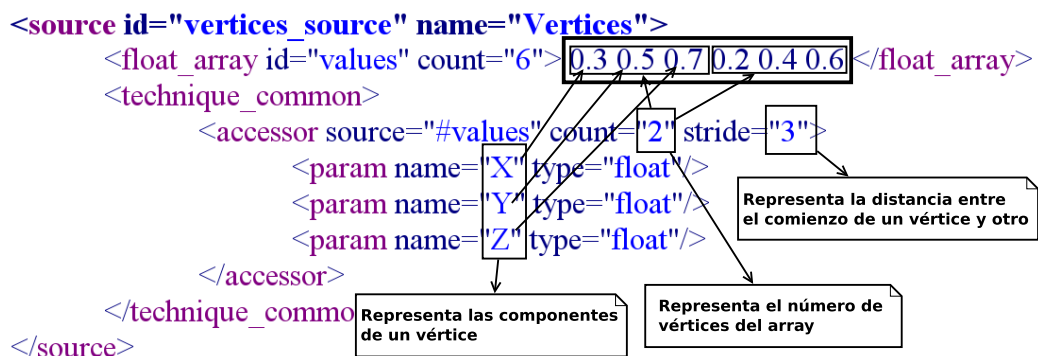 <source id="vertices_source" name="Vertices">
<float_array id="values" count="6"> 0.3 0.5 0.7 0.2 0.4 0.6 </float_array>
<technique_common>
<accessor source="#values" count="2" stride="3">
<param name="X" type="float"/>
<param name="Y" type="float"/>
<param name="Z" type="float"/>
</accessor>
</technique_commo
</source>
Representa la distancia entre
el comienzo de un vértice y otro
Representa el número de
vértices del array
Representa las componentes
de un vértice